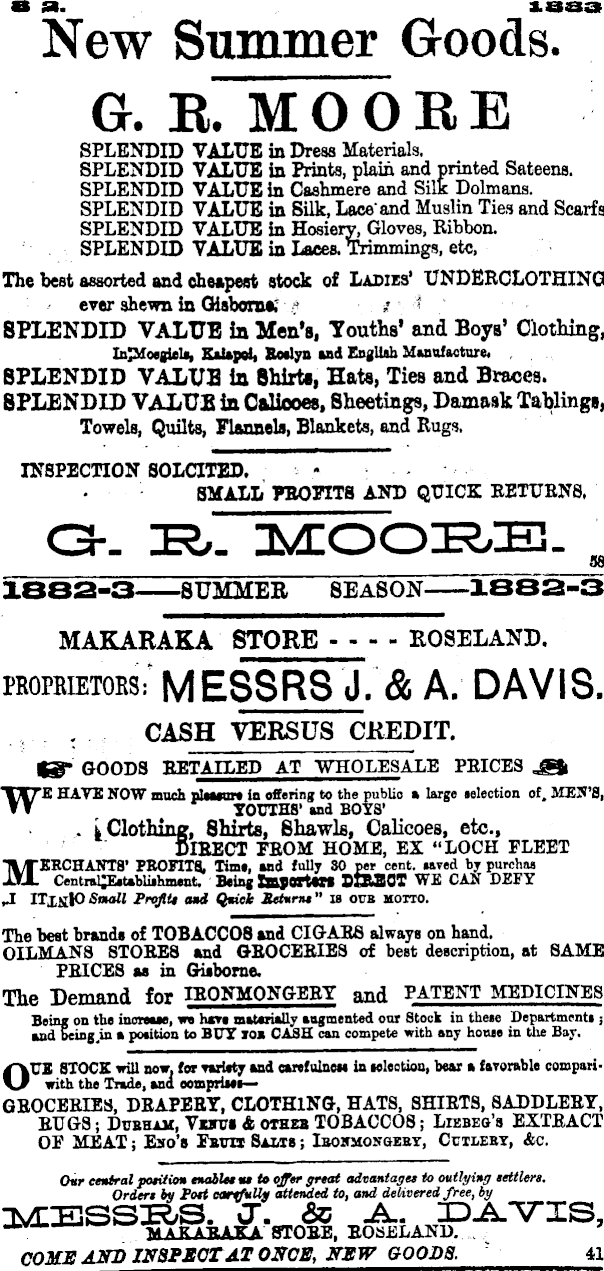 8 2. 1883
New Summer Goods.
G. R. MOORE
SPLENDID VALUE in Dress Materials.
SPLENDID VALUE in Prints, plain and printed Sateens.
SPLENDID VALUE in Cashmere and Silk Dolmans.
SPLENDID VALUE in Silk, Lace and Muslin Ties and Scarfs
SPLENDID VALUE in Hosiery, Gloves, Ribbon.
SPLENDID VALUE in Laces. Trimmings, etc,
The best assorted and cheapest stock of LADIES' UNDERCLOTHING
ever shewn in Gisborne.
SPLENDID VALUE in Men's, Youths' and Boys' Clothing,
In Mosgiels, Kaiapoi, Roslyn and English Manufacture.
SPLENDID VALUE in Shirts, Hats, Ties and Braces.
SPLENDID VALUE in Calicoes, Sheetings, Damask Tablings,
Towels, Quilts, Flannels, Blankets, and Rugs.
INSPECTION SOLCITED.
SMALL PROFITS AND QUICK RETURNS.
G. R. MOORE.
58
1882-3—SUMMER SEASON—1882-3
MAKARAKA STORE - - - - ROSELAND.
PROPRIETORS: MESSRS J. & A. DAVIS.
CASH VERSUS CREDIT.
GOODS RETAILED AT WHOLESALE PRICES
WE HAVE NOW much pleasure in offering to the public a large selection of MEN'S,
YOUTHS' and BOYS'
Clothing, Shirts, Shawls, Calicoes, etc.,
DIRECT FROM HOME, EX "LOCH FLEET
MERCHANTS' PROFITS, Time, and fully 30 per cent. saved by purchas
Central Establishment. Being Importers DIRECT WE CAN DEFY
Small Profits and Quick Returns" IS OUR MOTTO.
The best brands of TOBACCOS and CIGARS always on hand.
OILMANS STORES and GROCERIES of best description, at SAME
PRICES as in Gisborne.
The Demand for IRONMONGERY and PATENT MEDICINES
Being on the increase, we have materially augmented our Stock in these Departments ;
and being in a position to BUY FOR CASH can compete with any house in the Bay.
OUR STOCK will now, for variety and carefulness in selection, bear a favorable compari-
with the Trade, and comprises—
GROCERIES, DRAPERY, CLOTHING, HATS, SHIRTS, SADDLERY,
RUGS; DURHAM, VENUS & OTHER TOBACCOS; LIEBEG'S EXTRACT
OF MEAT; ENO'S FRUIT SALTS; IRONMONGERY, CUTLERY, &c.
Our central position enables us to offer great advantages to outlying settlers.
Orders by Post carefully attended to, and delivered free, by
MESSRS. J. & A. DAVIS,
MAKARAKA STORE, ROSELAND.
COME AND INSPECT AT ONCE, NEW GOODS. 41